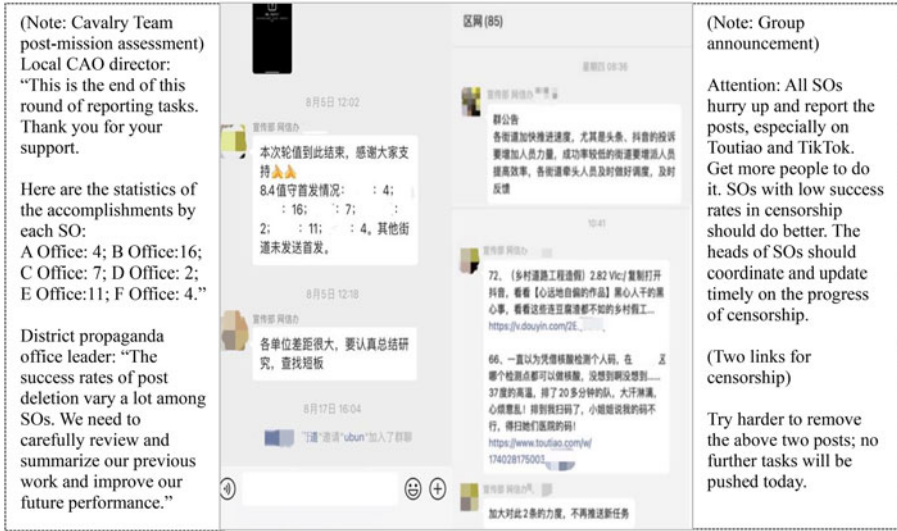 (Note: Cavalry Team
post-mission assessment)
Local CAO director:
“This is the end of this
round of reporting tasks.
Thank you for your
support.
Here are the statistics of
the accomplishments by
each SO:
A Office: 4; B Office:16;
C Office: 7; D Office: 2;
E Office:11; F Office: 4.”
District propaganda
office leader: “The
success rates of post
deletion vary a lot among
SOs. We need to
carefully review and
summarize our previous
work and improve our
future performance.”
8月5日 12:02
宣传部 网信办
本次轮值到此结束，感谢大家支
持🙏🙏
8.4值守首发情况： ：4；
：16； ：7； ：
2； ：11； ：4。其他街
道未发送首发。
8月5日 12:18
宣传部 网信办
各单位差距很大，要认真总结研
究，查找短板
8月17日 16:04
邀请"ubun"加入了群聊
区网(85)
星期四 08:36
宣传部 网信办
群公告
各街道加快推进速度，尤其是头条、抖音的投诉
要增加人员力量，成功率较低的街道要增派人员
提高效率，各街道牵头人员及时做好调度，及时
反馈
10:41
宣传部 网信办
72、（乡村道路工程造假）2.82 VIc:/ 复制打开
抖音，看看【心远地自偏的作品】黑心人干的黑
心事，看看这些连豆腐渣都不如的乡村假工...
https://v.douyin.com/2E
66、一直以为凭借核酸检测个人码，在 区
哪个检测点都可以做核酸，没想到啊没想到......
37度的高温，排了20多分钟的队，大汗淋漓，
心烦意乱！排到我扫码了，小姐姐说我的码不
行，得扫她们医院的码！
https://www.toutiao.com/w/
174028175003
宣传部 网信办
加大对此2条的力度，不再推送新任务
(Note: Group
announcement)
Attention: All SOs
hurry up and report the
posts, especially on
Toutiao and TikTok.
Get more people to do
it. SOs with low success
rates in censorship
should do better. The
heads of SOs should
coordinate and update
timely on the progress
of censorship.
(Two links for
censorship)
Try harder to remove
the above two posts; no
further tasks will be
pushed today.